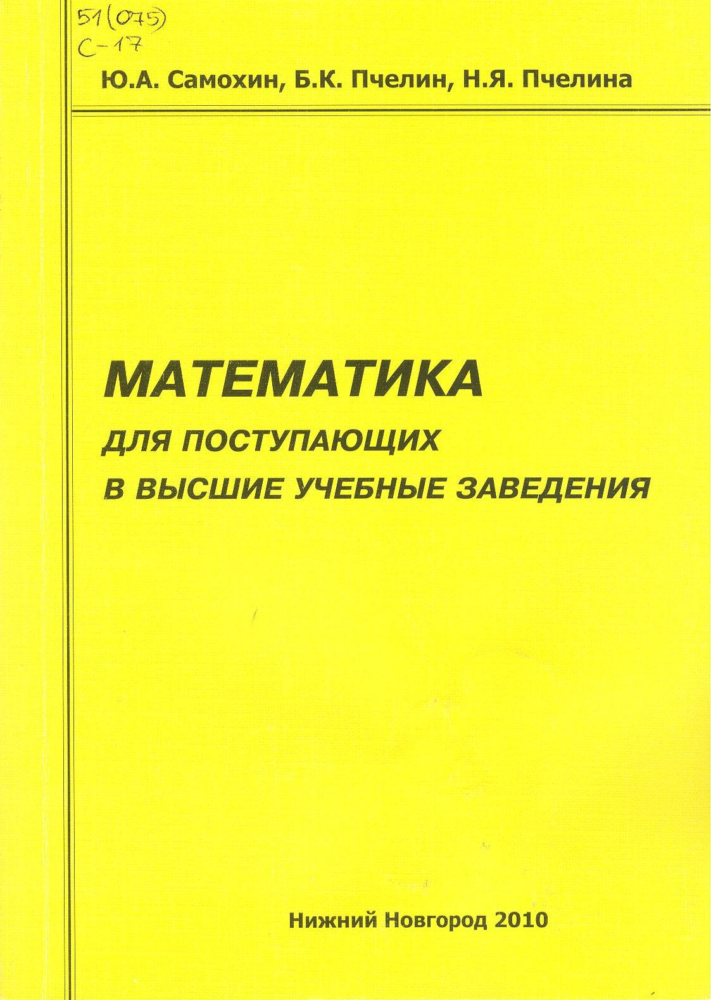 51(075)
С-17
Ю.А. Самохин, Б.К. Пчелин, Н.Я. Пчелина
МАТЕМАТИКА
ДЛЯ ПОСТУПАЮЩИХ
В ВЫСШИЕ УЧЕБНЫЕ ЗАВЕДЕНИЯ
Нижний Новгород 2010